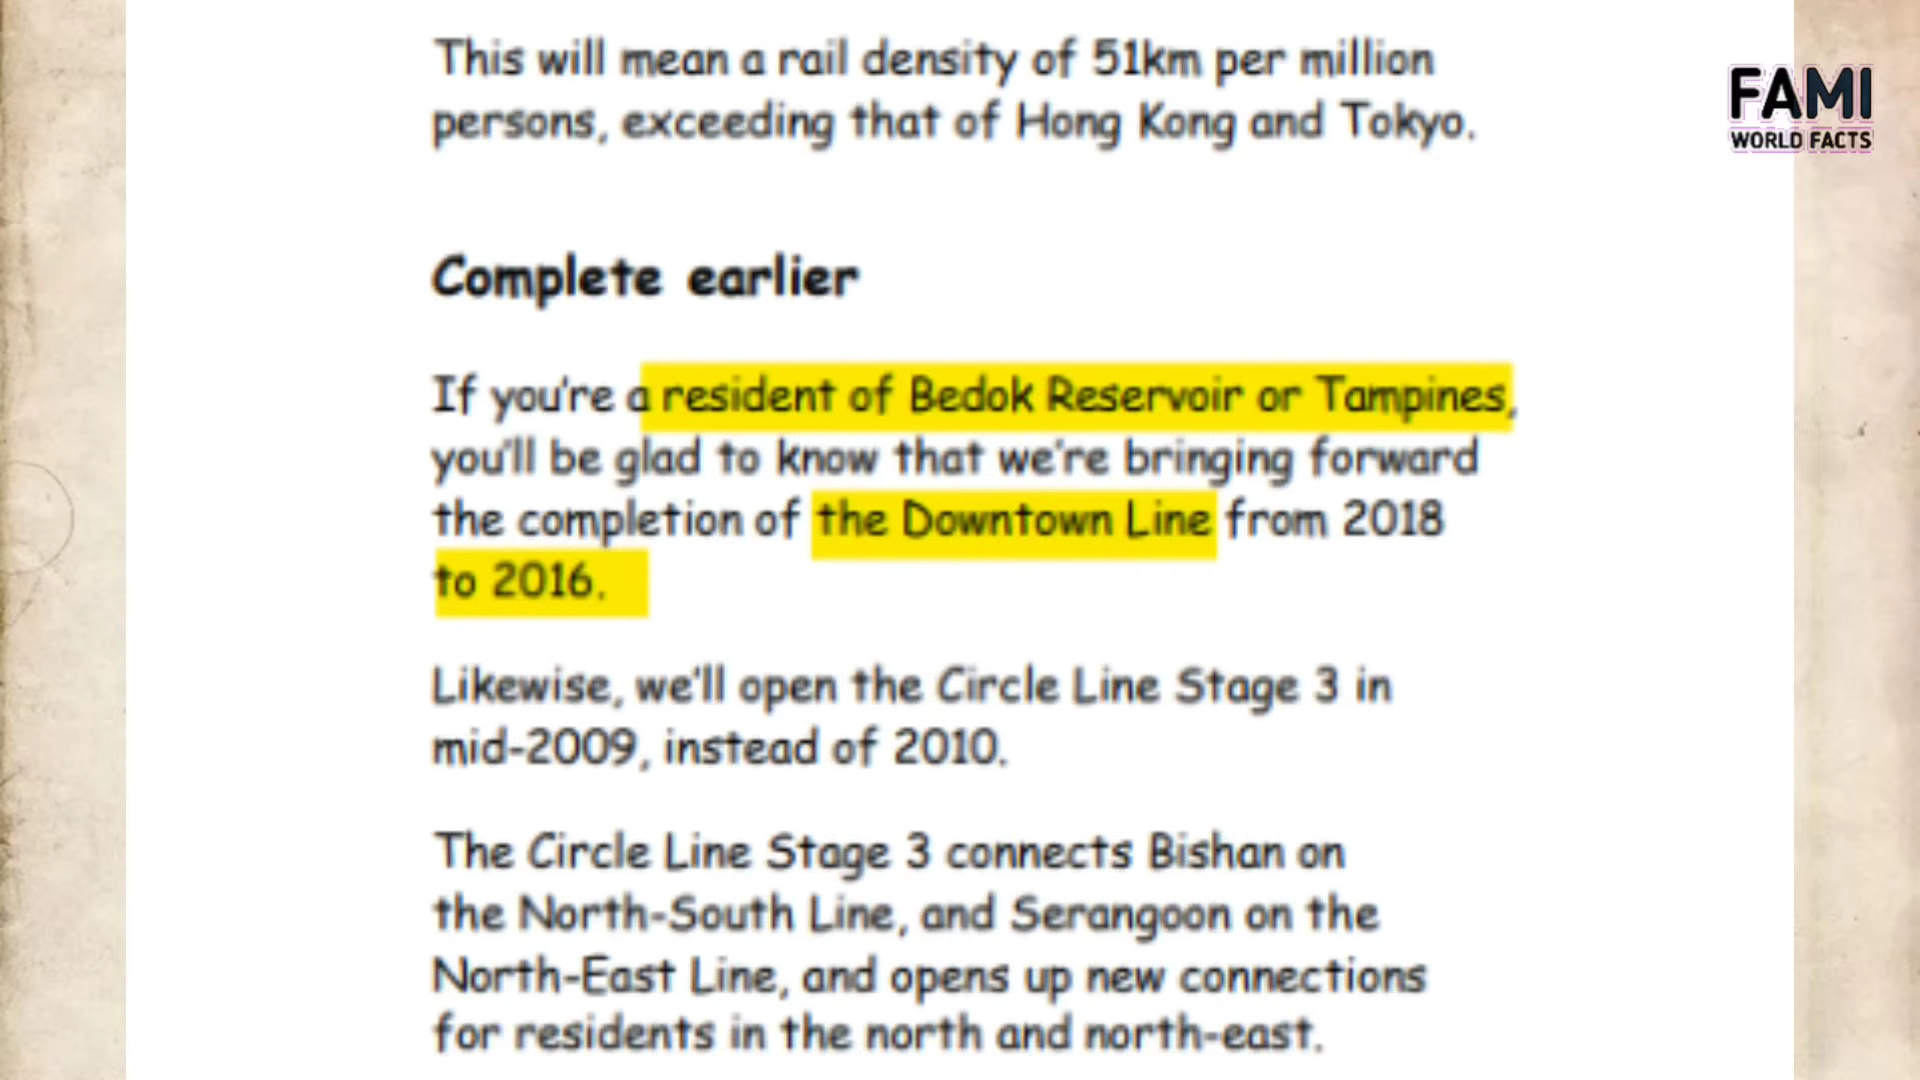 This will mean a rail density of 51km per million
persons, exceeding that of Hong Kong and Tokyo.
FAMI
WORLD FACTS
Complete earlier
If you're a resident of Bedok Reservoir or Tampines,
you'll be glad to know that we're bringing forward
the completion of the Downtown Line from 2018
to 2016.
Likewise, we'll open the Circle Line Stage 3 in
mid-2009, instead of 2010.
The Circle Line Stage 3 connects Bishan on
the North-South Line, and Serangoon on the
North-East Line, and opens up new connections
for residents in the north and north-east.